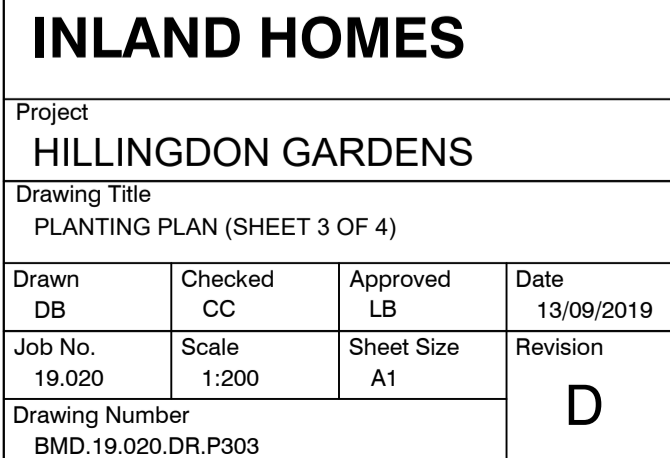 INLAND HOMES
Project
HILLINGDON GARDENS
Drawing Title
PLANTING PLAN (SHEET 3 OF 4)
Drawn Checked Approved Date
DB CC LB 13/09/2019
Job No. Scale Sheet Size Revision
19.020 1:200 A1
D
Drawing Number
BMD.19.020.DR.P303